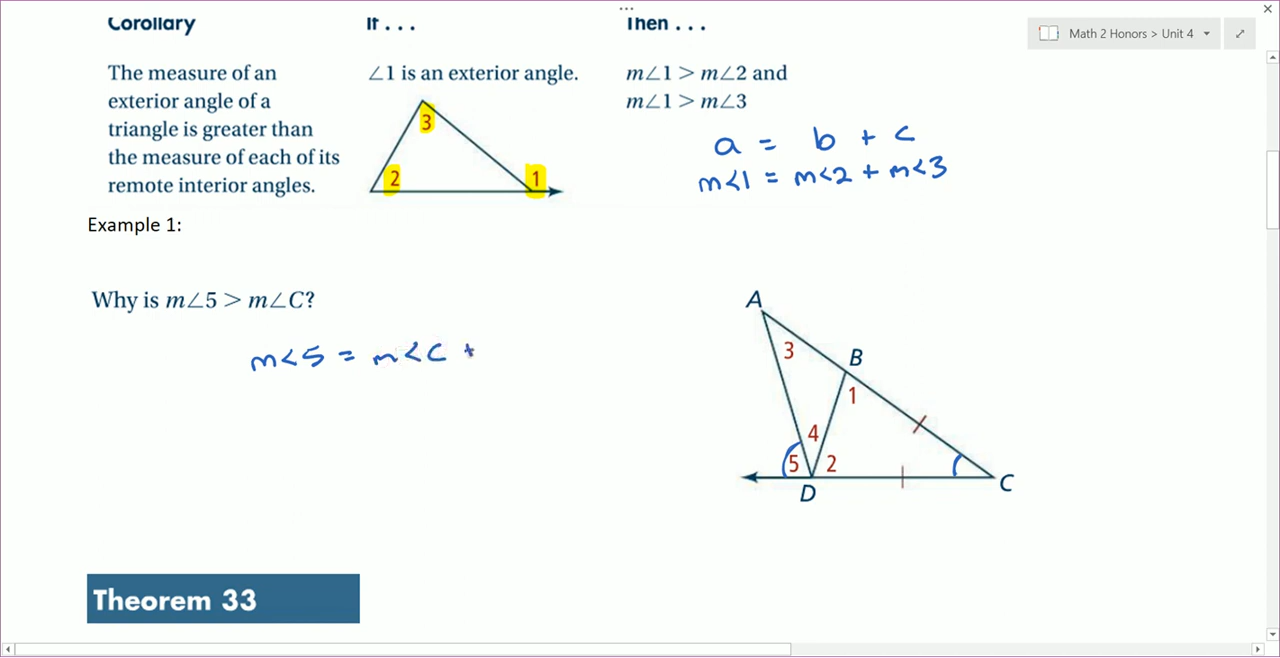 Corollary
If . . .
Then . . .
Math 2 Honors > Unit 4
The measure of an
exterior angle of a
triangle is greater than
the measure of each of its
remote interior angles.
∠1 is an exterior angle.
3
2
1
m∠1 > m∠2 and
m∠1 > m∠3
a = b + c
m<1 = m<2 + m<3
Example 1:
Why is m∠5 > m∠C?
m<5 = m<C +
A
3
B
1
4
5
2
D
C
Theorem 33